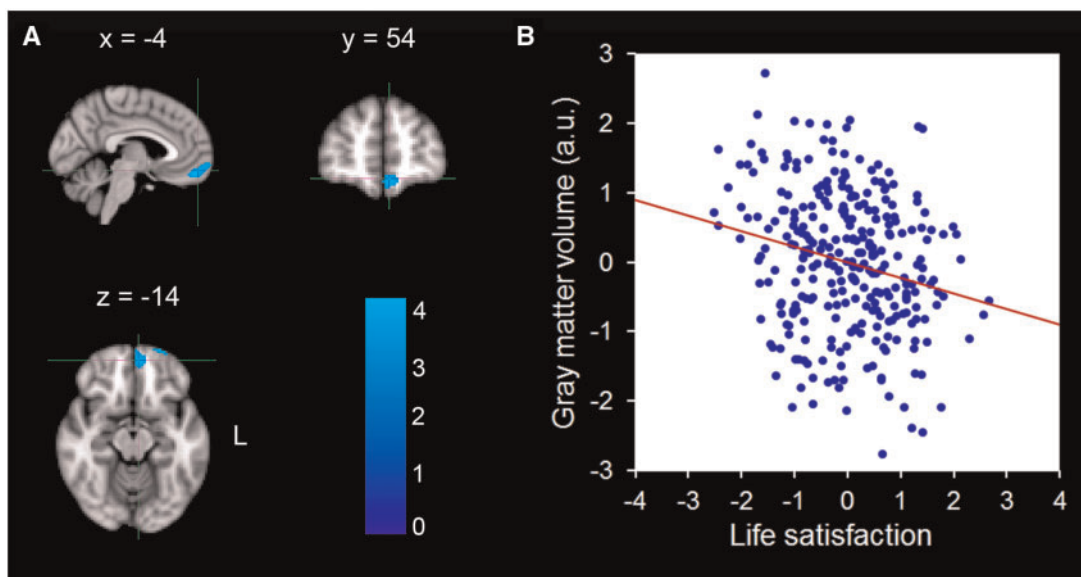 A
x = -4
y = 54
z = -14
L
4
3
2
1
0
B
Gray matter volume (a.u.)
3
2
1
0
-1
-2
-3
-4 -3 -2 -1 0 1 2 3 4
Life satisfaction